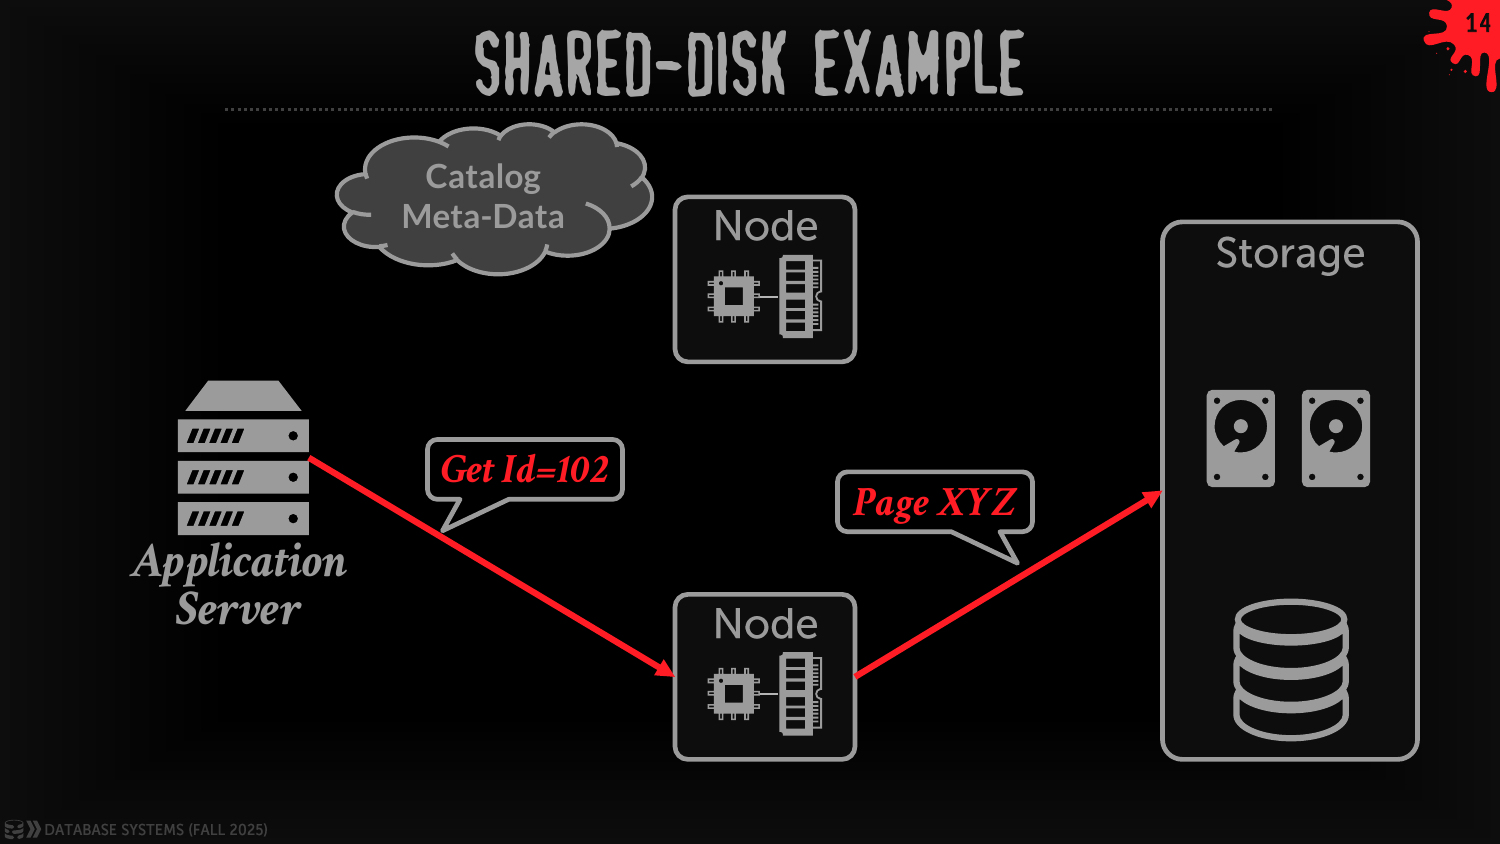 14
SHARED-DISK EXAMPLE
Catalog
Meta-Data
Node
Storage
Get Id=102
Page XYZ
Application
Server
Node
DATABASE SYSTEMS (FALL 2025)